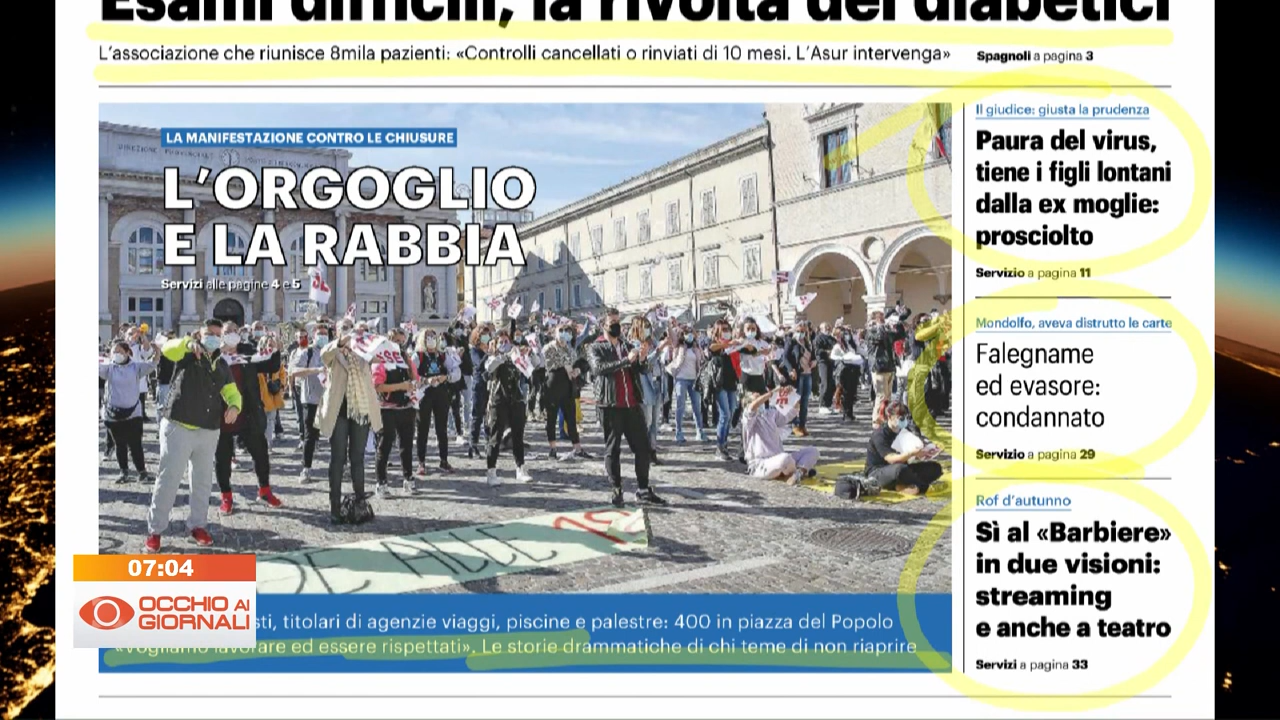 Esami difficili, la rivolta dei diabetici
L'associazione che riunisce 8mila pazienti: «Controlli cancellati o rinviati di 10 mesi. L'Asur intervenga»
Spagnoli a pagina 3
LA MANIFESTAZIONE CONTRO LE CHIUSURE
L'ORGOGLIO
E LA RABBIA
Servizi alle pagine 4 e 5
sti, titolari di agenzie viaggi, piscine e palestre: 400 in piazza del Popolo
«Vogliamo lavorare ed essere rispettati». Le storie drammatiche di chi teme di non riaprire
Il giudice: giusta la prudenza
Paura del virus,
tiene i figli lontani
dalla ex moglie:
prosciolto
Servizio a pagina 11
Mondolfo, aveva distrutto le carte
Falegname
ed evasore:
condannato
Servizio a pagina 29
Rof d'autunno
Sì al «Barbiere»
in due visioni:
streaming
e anche a teatro
Servizi a pagina 33
07:04
OCCHIO AI
GIORNALI